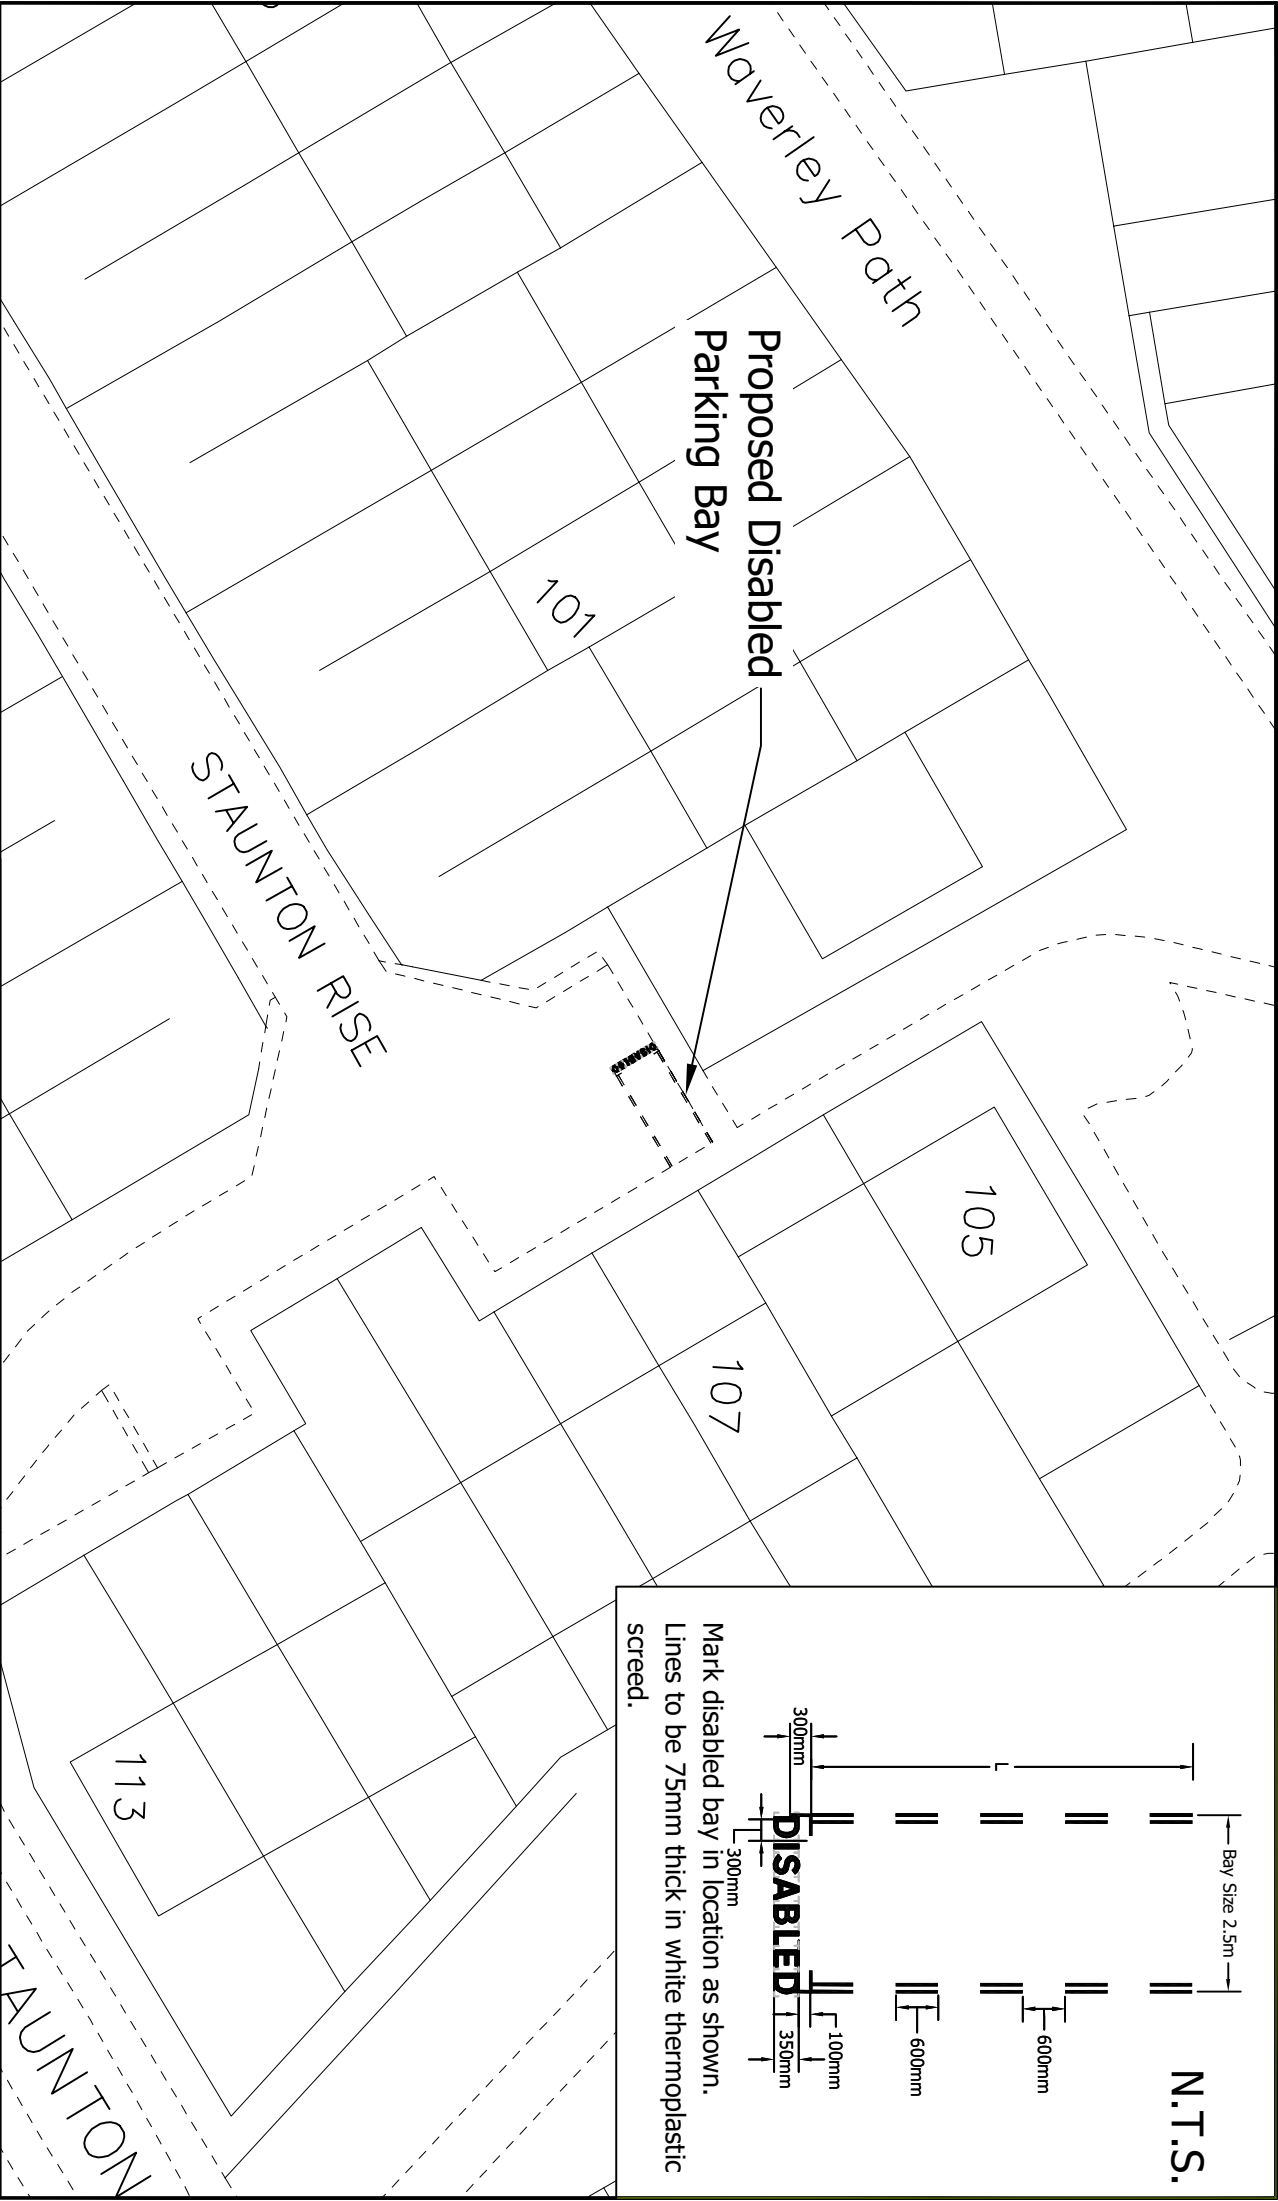 Waverley Path
Proposed Disabled
Parking Bay
101
STAUNTON RISE
105
107
113
TAUNTON
N.T.S.
Bay Size 2.5m
L
300mm
300mm
600mm
600mm
100mm
350mm
DISABLED
Mark disabled bay in location as shown.
Lines to be 75mm thick in white thermoplastic
screed.
DISABLED